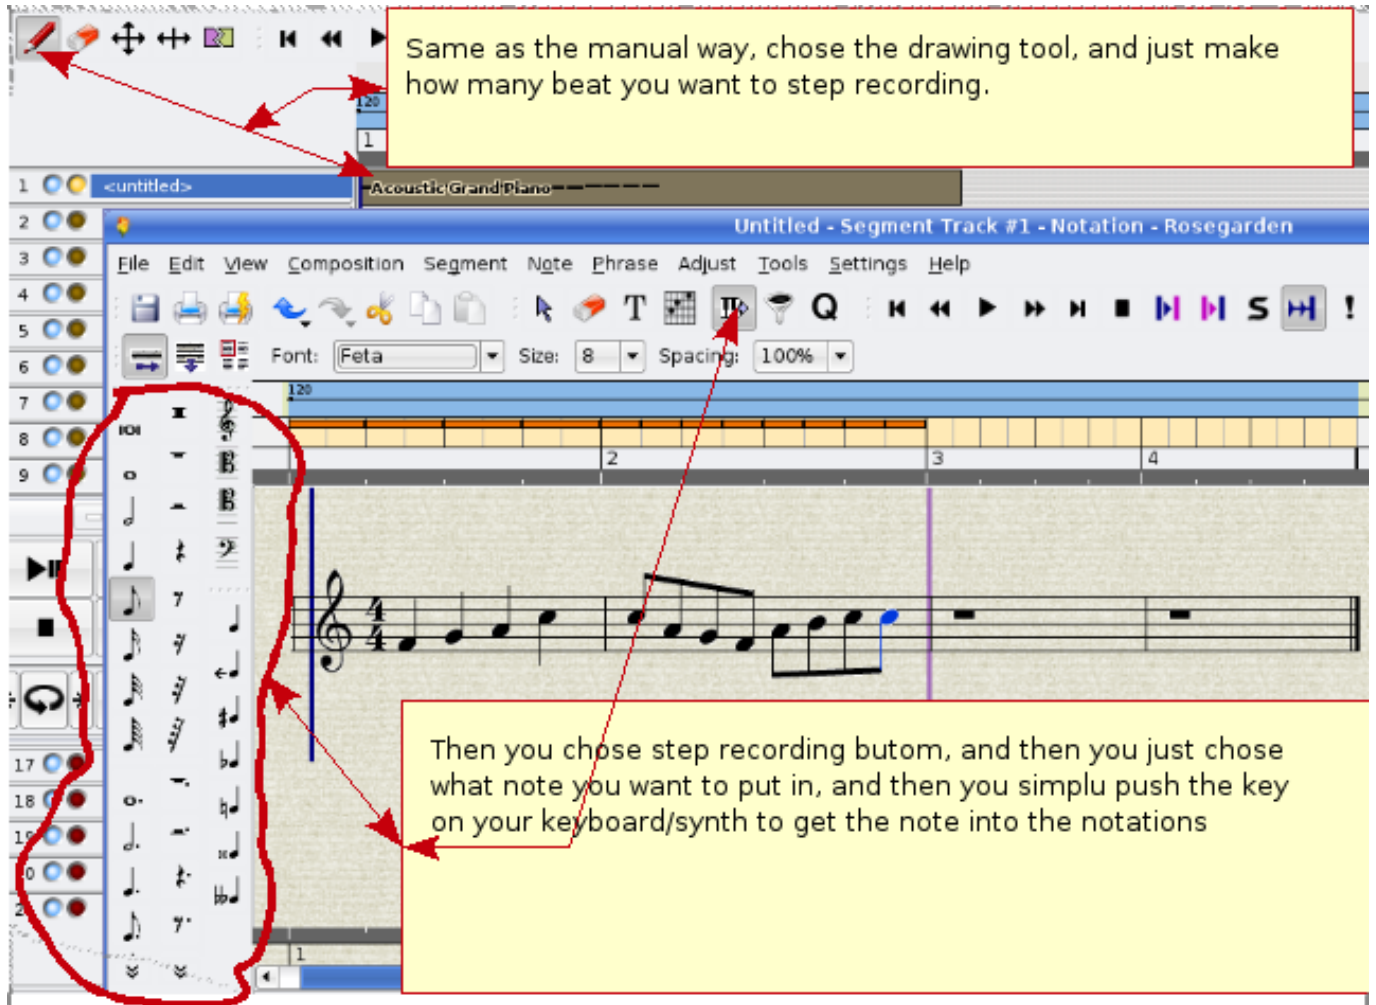 Same as the manual way, chose the drawing tool, and just make
how many beat you want to step recording.
120
1
1 <untitled> Acoustic Grand Piano
2
Untitled - Segment Track #1 - Notation - Rosegarden
3
File Edit View Composition Segment Note Phrase Adjust Tools Settings Help
4
T Q S !
5
6
Font: Feta Size: 8 Spacing: 100%
7
120
8
2 3 4
9
4
4
Then you chose step recording butom, and then you just chose
what note you want to put in, and then you simplu push the key
on your keyboard/synth to get the note into the notations
17
18
1